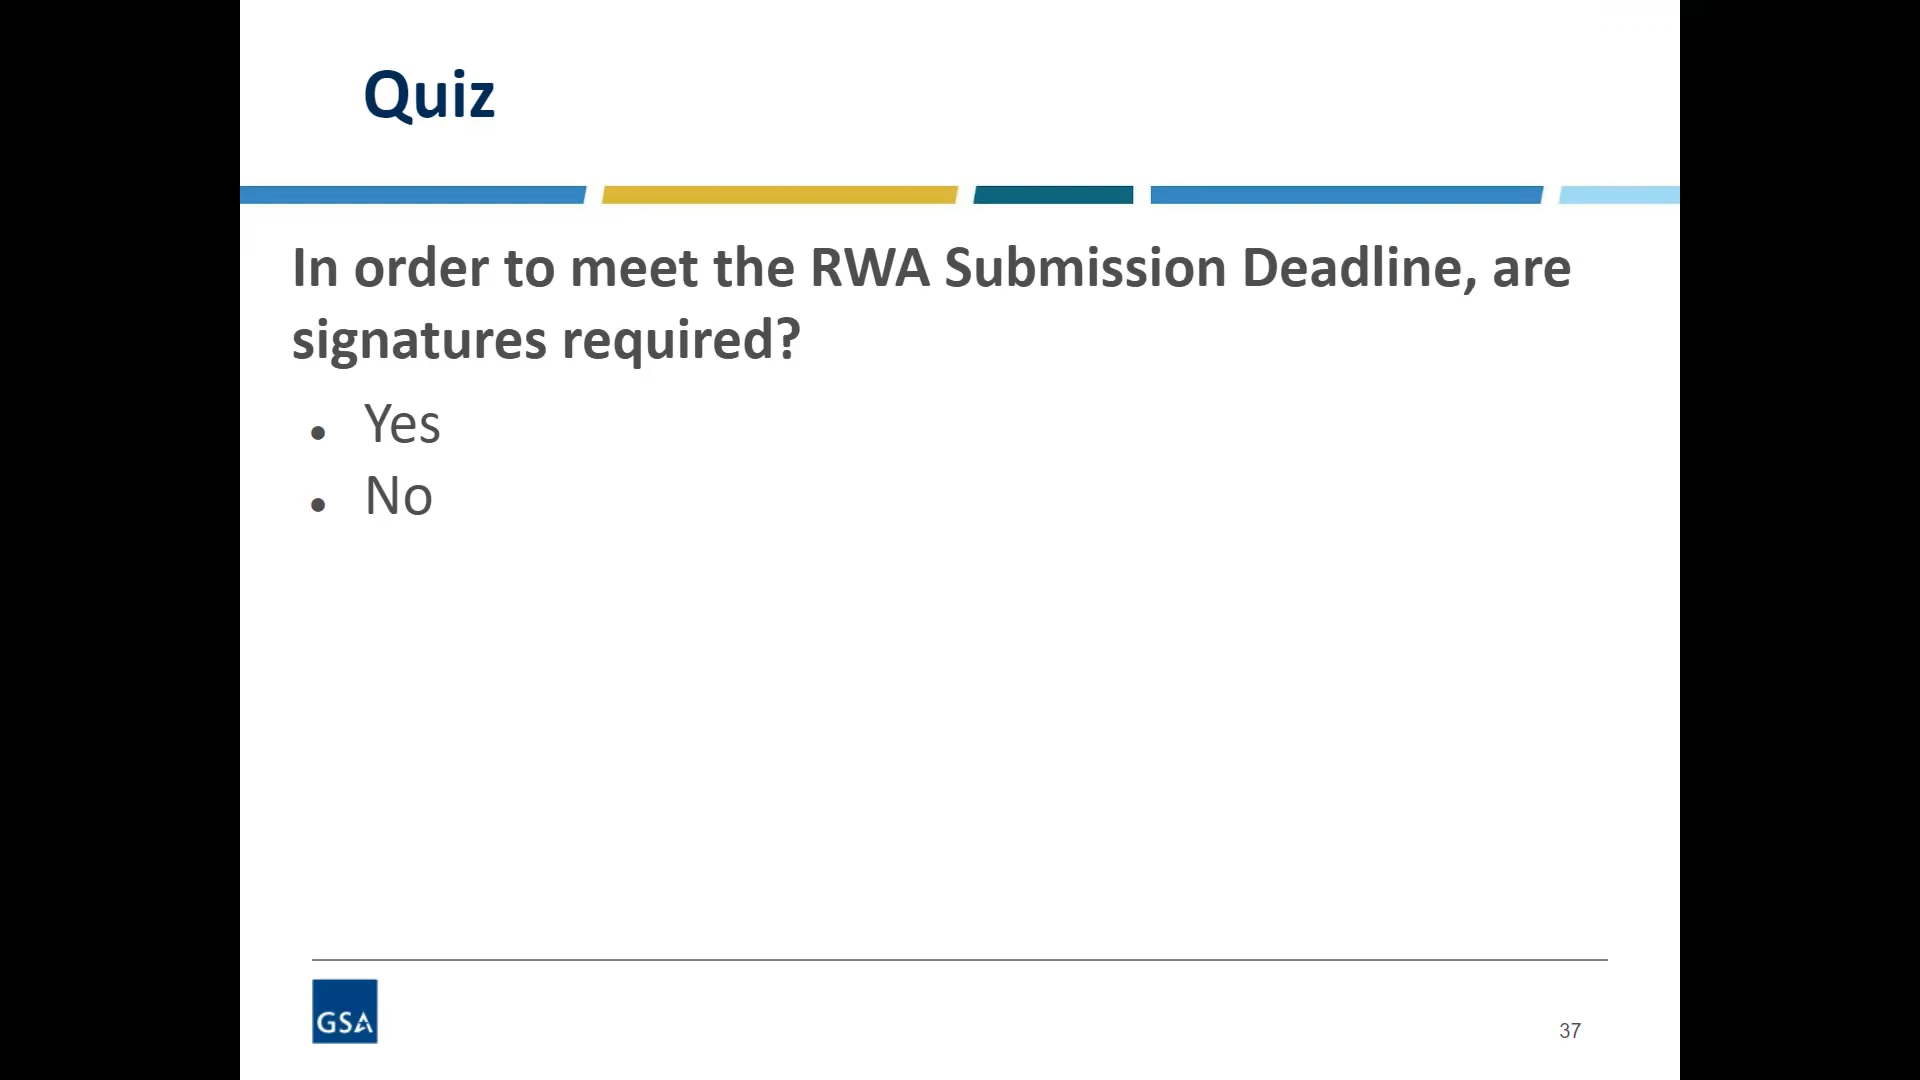 Quiz
In order to meet the RWA Submission Deadline, are
signatures required?
• Yes
• No
GSA
37